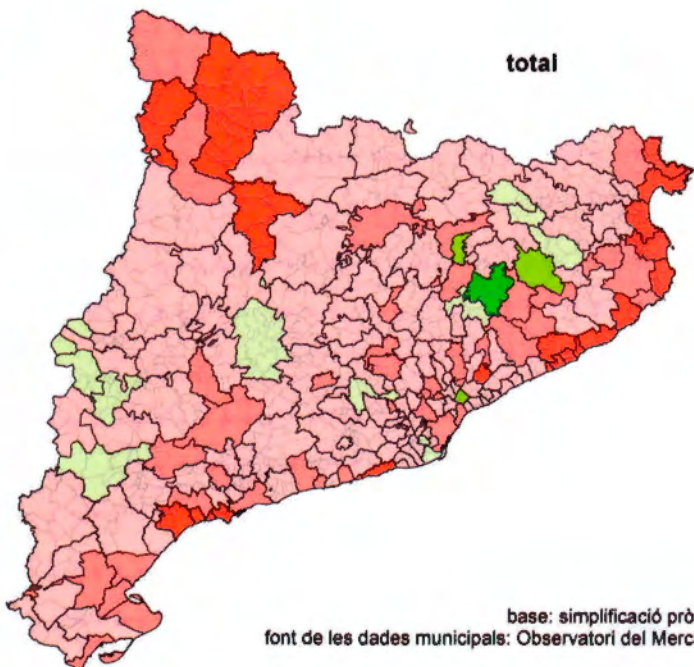 total
base: simplificació prò
font de les dades municipals: Observatori del Merc